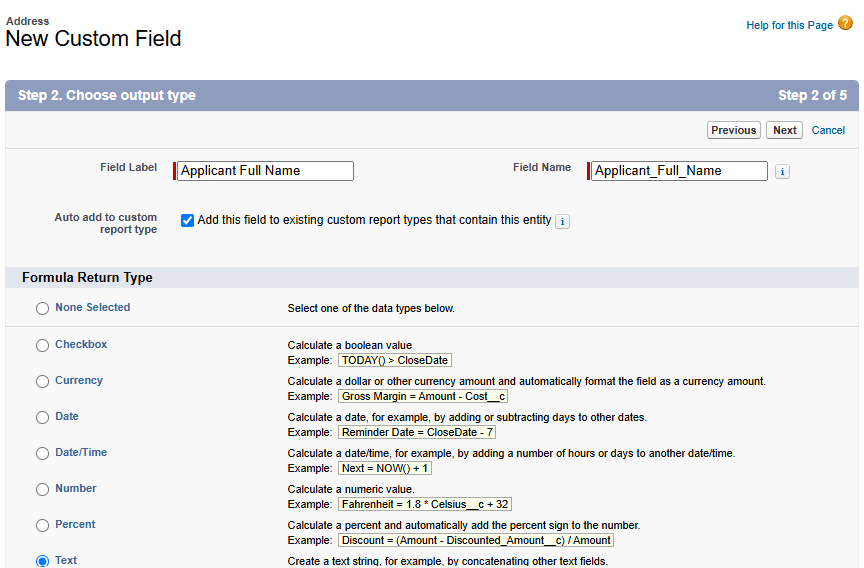 Address
New Custom Field
Help for this Page ?
Step 2. Choose output type
Step 2 of 5
Previous
Next
Cancel
Field Label
Applicant Full Name
Field Name
Applicant_Full_Name
i
Auto add to custom
report type
Add this field to existing custom report types that contain this entity
i
Formula Return Type
None Selected
Select one of the data types below.
Checkbox
Calculate a boolean value
Example: TODAY() > CloseDate
Currency
Calculate a dollar or other currency amount and automatically format the field as a currency amount.
Example: Gross Margin = Amount - Cost__c
Date
Calculate a date, for example, by adding or subtracting days to other dates.
Example: Reminder Date = CloseDate - 7
Date/Time
Calculate a date/time, for example, by adding a number of hours or days to another date/time.
Example: Next = NOW() + 1
Number
Calculate a numeric value.
Example: Fahrenheit = 1.8 * Celsius__c + 32
Percent
Calculate a percent and automatically add the percent sign to the number.
Example: Discount = (Amount - Discounted_Amount__c) / Amount
Text
Create a text string, for example, by concatenating other text fields.